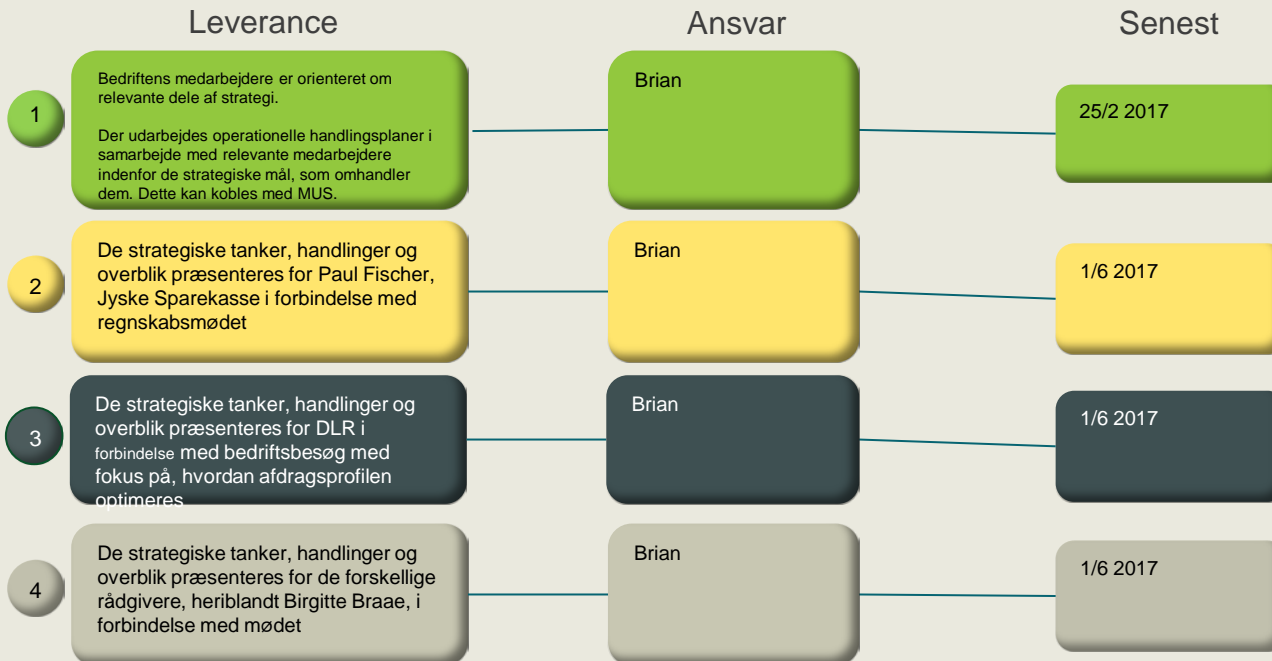 Leverance
Ansvar
Senest
1
Bedriftens medarbejdere er orienteret om
relevante dele af strategi.
Der udarbejdes operationelle handlingsplaner i
samarbejde med relevante medarbejdere
indenfor de strategiske mål, som omhandler
dem. Dette kan kobles med MUS.
Brian
25/2 2017
2
De strategiske tanker, handlinger og
overblik præsenteres for Paul Fischer,
Jyske Sparekasse i forbindelse med
regnskabsmødet
Brian
1/6 2017
3
De strategiske tanker, handlinger og
overblik præsenteres for DLR i
forbindelse med bedriftsbesøg med
fokus på, hvordan afdragsprofilen
optimeres
Brian
1/6 2017
4
De strategiske tanker, handlinger og
overblik præsenteres for de forskellige
rådgivere, heriblandt Birgitte Braae, i
forbindelse med mødet
Brian
1/6 2017